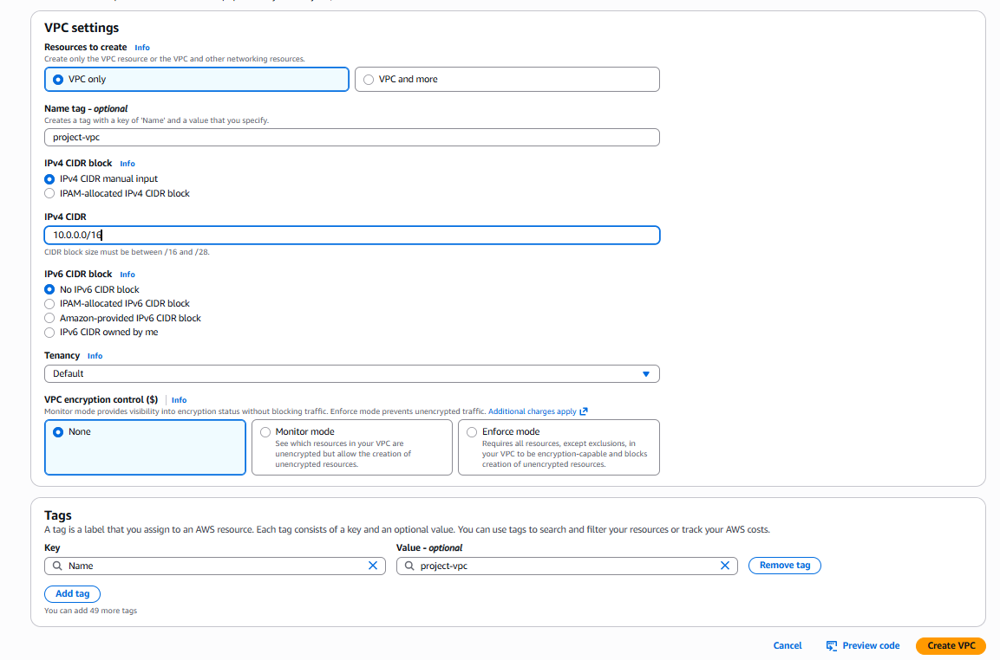 VPC settings
Resources to create Info
Create only the VPC resource or the VPC and other networking resources.
VPC only
VPC and more
Name tag - optional
Creates a tag with a key of 'Name' and a value that you specify.
project-vpc
IPv4 CIDR block Info
IPv4 CIDR manual input
IPAM-allocated IPv4 CIDR block
IPv4 CIDR
10.0.0.0/16
CIDR block size must be between /16 and /28.
IPv6 CIDR block Info
No IPv6 CIDR block
IPAM-allocated IPv6 CIDR block
Amazon-provided IPv6 CIDR block
IPv6 CIDR owned by me
Tenancy Info
Default
VPC encryption control ($) Info
Monitor mode provides visibility into encryption status without blocking traffic. Enforce mode prevents unencrypted traffic. Additional charges apply
None
Monitor mode
See which resources in your VPC are
unencrypted but allow the creation of
unencrypted resources.
Enforce mode
Requires all resources, except exclusions, in
your VPC to be encryption-capable and blocks
creation of unencrypted resources.
Tags
A tag is a label that you assign to an AWS resource. Each tag consists of a key and an optional value. You can use tags to search and filter your resources or track your AWS costs.
Key
Value - optional
Name
project-vpc
Remove tag
Add tag
You can add 49 more tags
Cancel
Preview code
Create VPC